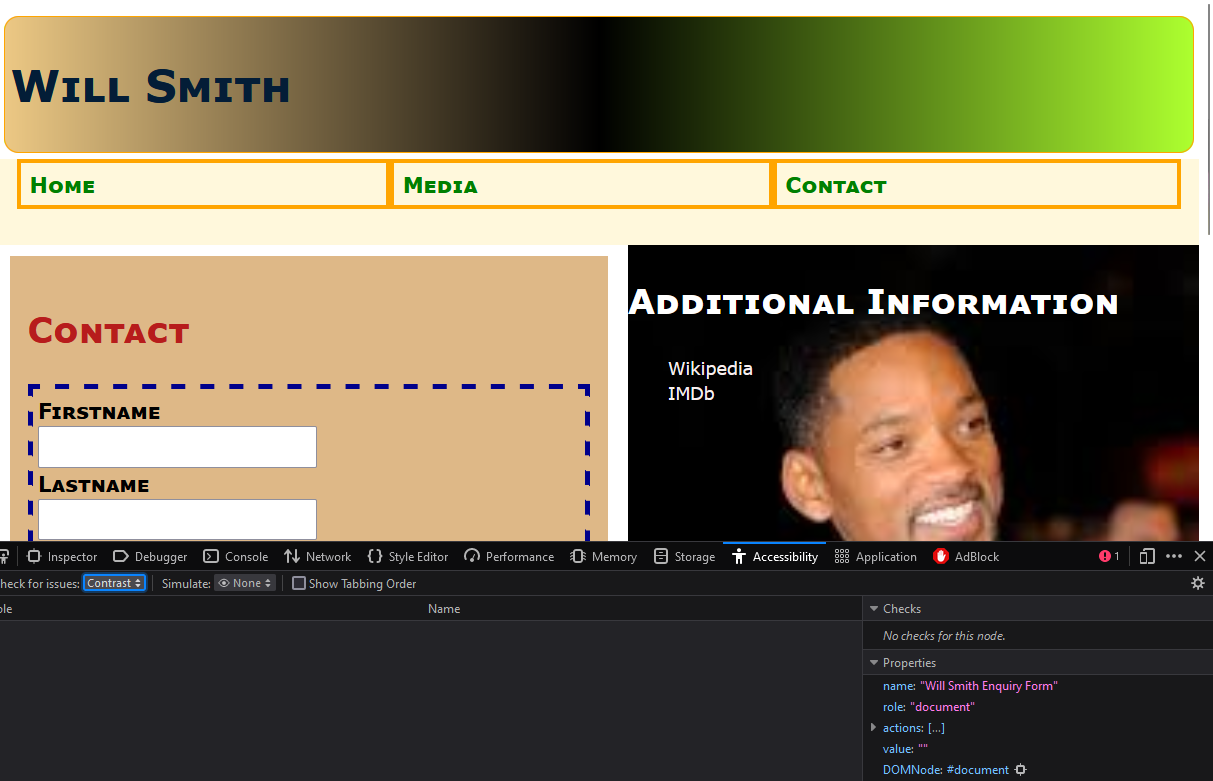 Will Smith
Home Media Contact
Contact
Firstname
Lastname
Additional Information
Wikipedia
IMDb
Inspector Debugger Console Network Style Editor Performance Memory Storage Accessibility Application AdBlock 1
heck for issues: Contrast Simulate: None Show Tabbing Order
ole Name
Checks
No checks for this node.
Properties
name: "Will Smith Enquiry Form"
role: "document"
actions: […]
value: ""
DOMNode: #document